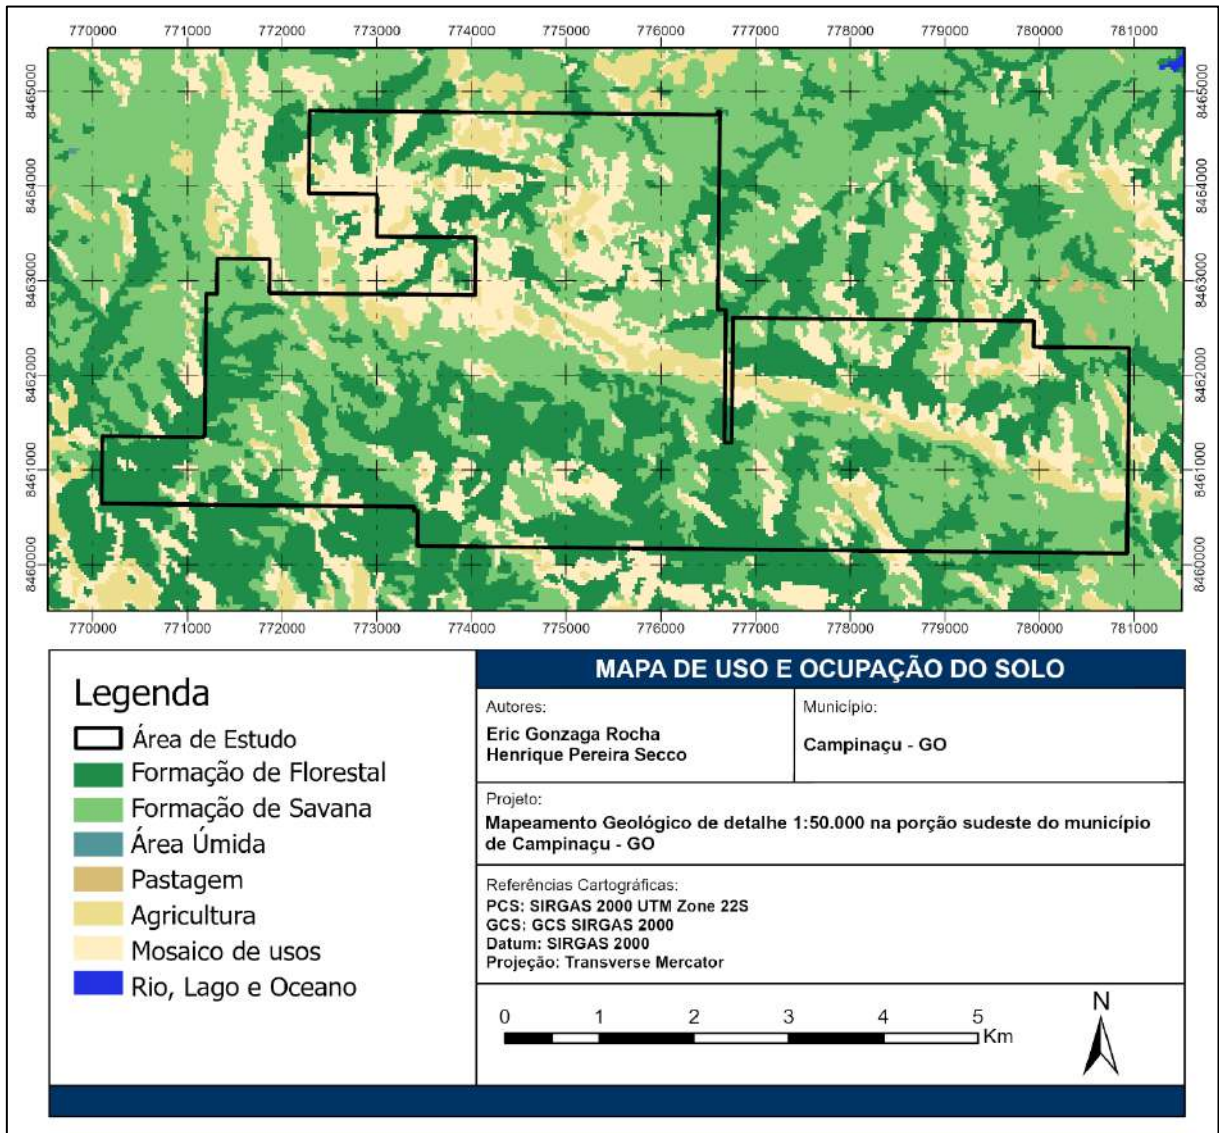 770000 771000 772000 773000 774000 775000 776000 777000 778000 779000 780000 781000
8465000 8465000
8464000 8464000
8463000 8463000
8462000 8462000
8461000 8461000
8460000 8460000
770000 771000 772000 773000 774000 775000 776000 777000 778000 779000 780000 781000
Legenda
Área de Estudo
Formação de Florestal
Formação de Savana
Área Úmida
Pastagem
Agricultura
Mosaico de usos
Rio, Lago e Oceano
MAPA DE USO E OCUPAÇÃO DO SOLO
Autores:
Eric Gonzaga Rocha
Henrique Pereira Secco
Município:
Campinaçu - GO
Projeto:
Mapeamento Geológico de detalhe 1:50.000 na porção sudeste do município
de Campinaçu - GO
Referências Cartográficas:
PCS: SIRGAS 2000 UTM Zone 22S
GCS: GCS SIRGAS 2000
Datum: SIRGAS 2000
Projeção: Transverse Mercator
0 1 2 3 4 5
Km
N